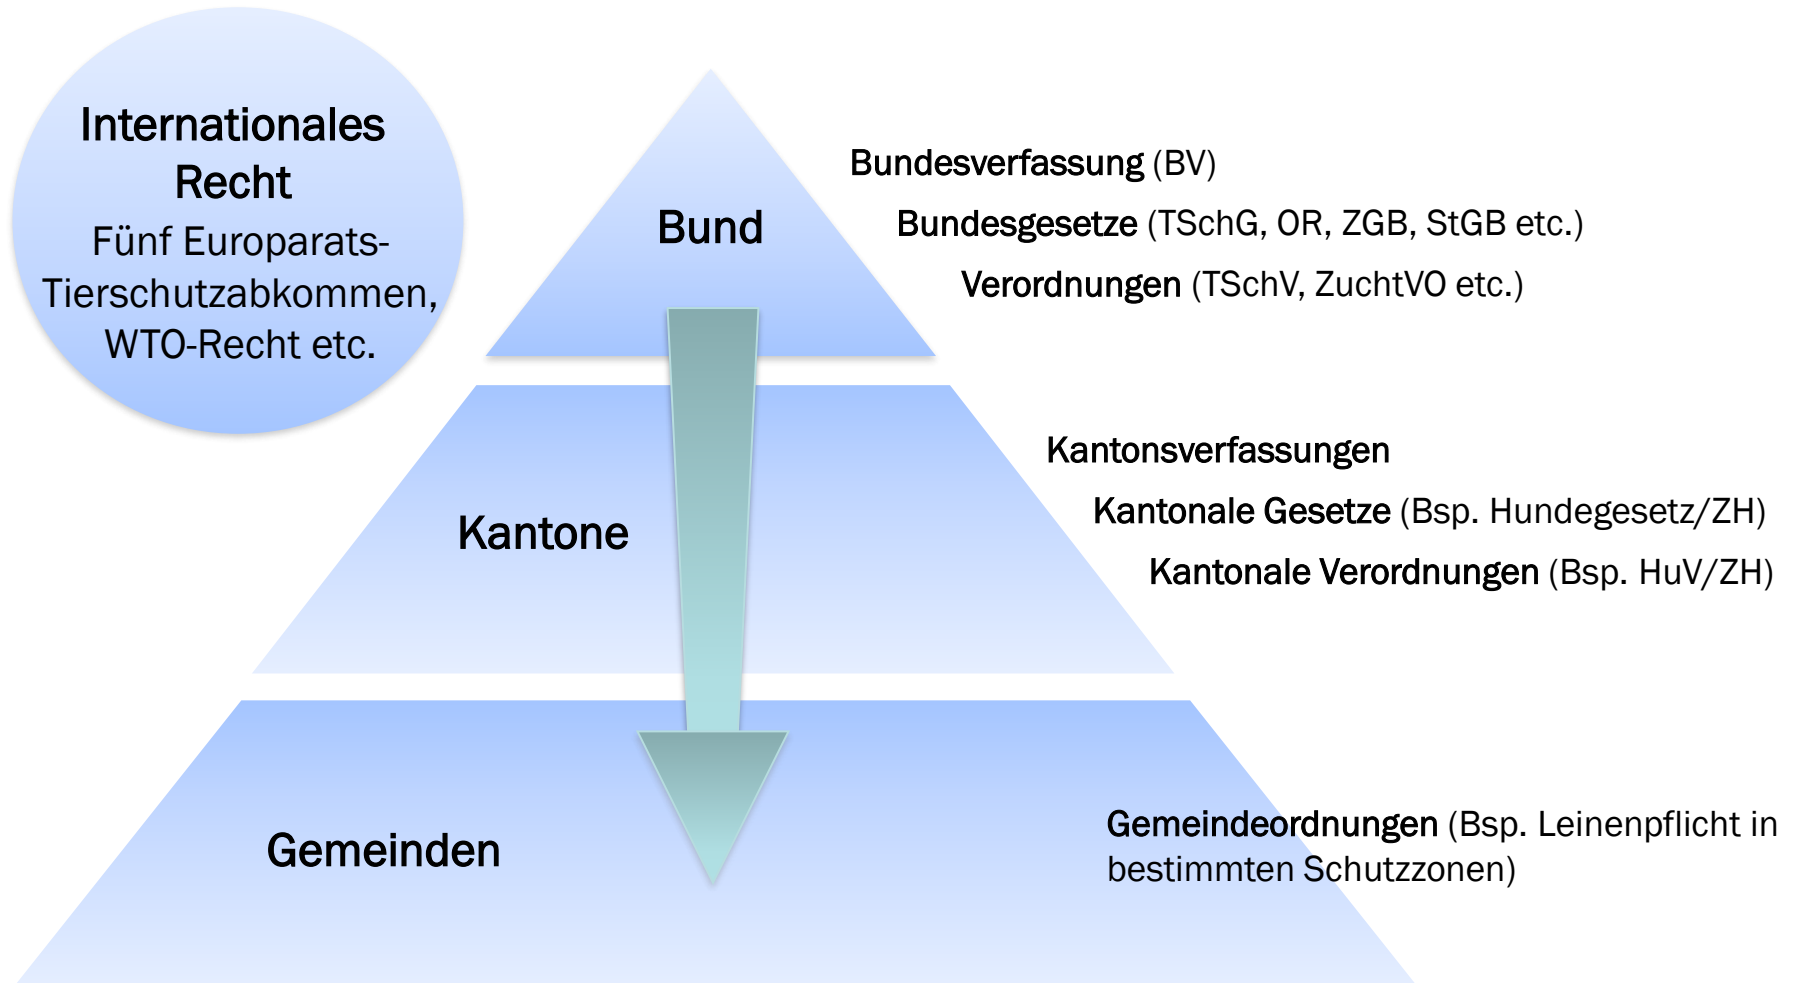 Internationales
Recht
Fünf Europarats-
Tierschutzabkommen,
WTO-Recht etc.
Bund
Bundesverfassung (BV)
Bundesgesetze (TSchG, OR, ZGB, StGB etc.)
Verordnungen (TSchV, ZuchtVO etc.)
Kantone
Kantonsverfassungen
Kantonale Gesetze (Bsp. Hundegesetz/ZH)
Kantonale Verordnungen (Bsp. HuV/ZH)
Gemeinden
Gemeindeordnungen (Bsp. Leinenpflicht in
bestimmten Schutzzonen)